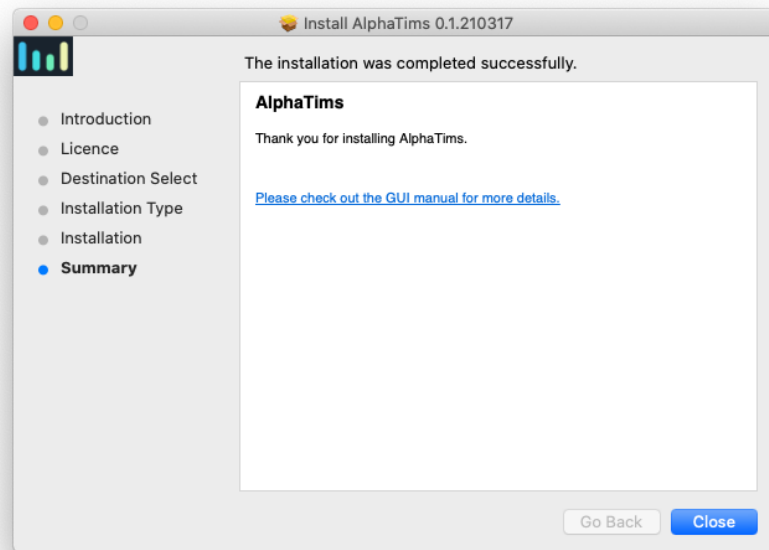 Install AlphaTims 0.1.210317
The installation was completed successfully.
Introduction
Licence
Destination Select
Installation Type
Installation
Summary
AlphaTims
Thank you for installing AlphaTims.
Please check out the GUI manual for more details.
Go Back
Close